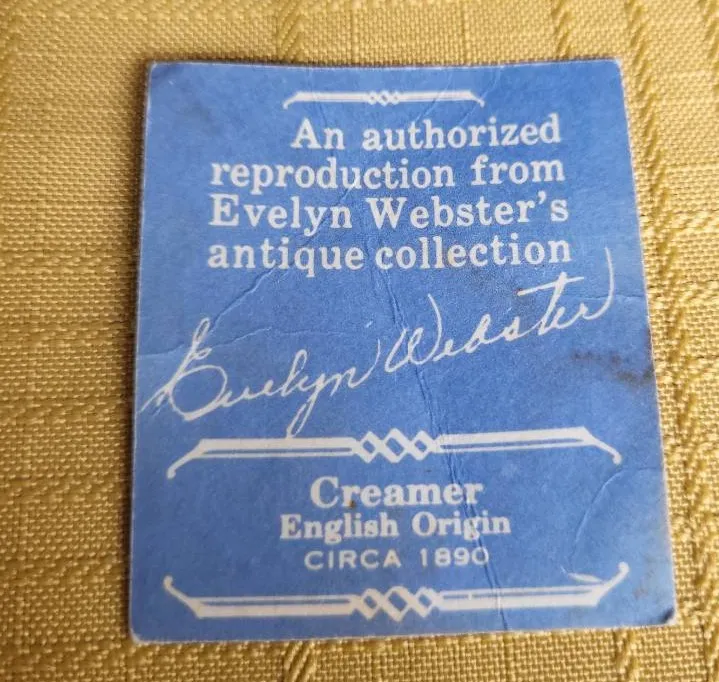 An authorized
reproduction from
Evelyn Webster's
antique collection
Evelyn Webster
Creamer
English Origin
CIRCA 1890